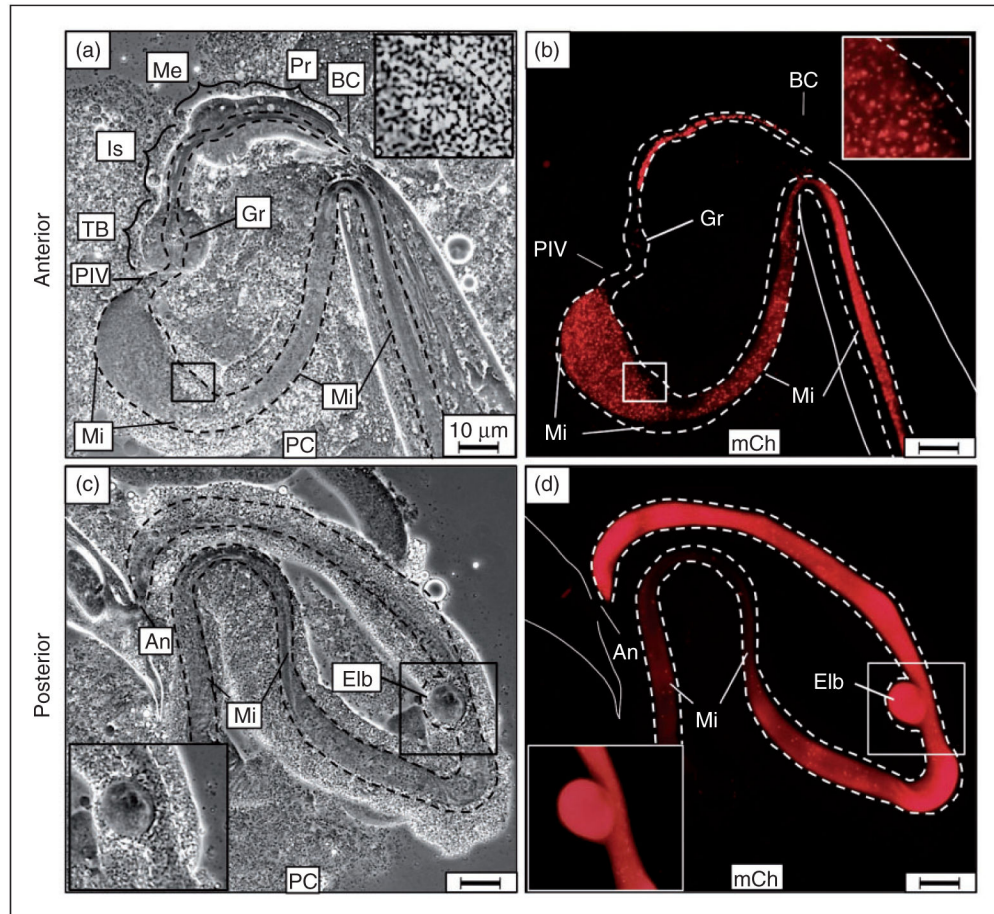 Anterior
(a)
Me
Pr
BC
Is
TB
Gr
PIV
Mi
Mi
PC
10 µm
(b)
BC
Gr
PIV
Mi
Mi
mCh
Posterior
(c)
An
Mi
Elb
PC
(d)
An
Mi
Elb
mCh